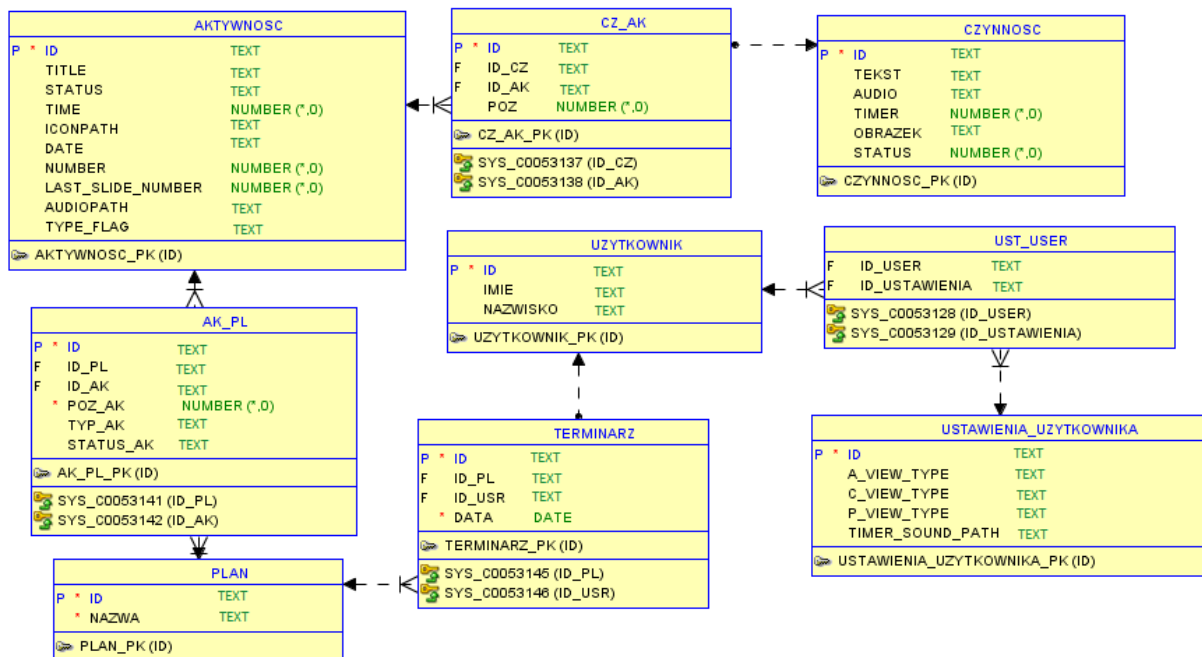 AKTYWNOSC
P * ID TEXT
TITLE TEXT
STATUS TEXT
TIME NUMBER (*,0)
ICONPATH TEXT
DATE TEXT
NUMBER NUMBER (*,0)
LAST_SLIDE_NUMBER NUMBER (*,0)
AUDIOPATH TEXT
TYPE_FLAG TEXT
AKTYWNOSC_PK (ID)
CZ_AK
P * ID TEXT
F ID_CZ TEXT
F ID_AK TEXT
POZ NUMBER (*,0)
CZ_AK_PK (ID)
SYS_C0053137 (ID_CZ)
SYS_C0053138 (ID_AK)
CZYNNOSC
P * ID TEXT
TEKST TEXT
AUDIO TEXT
TIMER NUMBER (*,0)
OBRAZEK TEXT
STATUS NUMBER (*,0)
CZYNNOSC_PK (ID)
UZYTKOWNIK
P * ID TEXT
IMIE TEXT
NAZWISKO TEXT
UZYTKOWNIK_PK (ID)
UST_USER
F ID_USER TEXT
F ID_USTAWIENIA TEXT
SYS_C0053128 (ID_USER)
SYS_C0053129 (ID_USTAWIENIA)
AK_PL
P * ID TEXT
F ID_PL TEXT
F ID_AK TEXT
* POZ_AK NUMBER (*,0)
TYP_AK TEXT
STATUS_AK TEXT
AK_PL_PK (ID)
SYS_C0053141 (ID_PL)
SYS_C0053142 (ID_AK)
TERMINARZ
P * ID TEXT
F ID_PL TEXT
F ID_USR TEXT
* DATA DATE
TERMINARZ_PK (ID)
SYS_C0053145 (ID_PL)
SYS_C0053146 (ID_USR)
USTAWIENIA_UZYTKOWNIKA
P * ID TEXT
A_VIEW_TYPE TEXT
C_VIEW_TYPE TEXT
P_VIEW_TYPE TEXT
TIMER_SOUND_PATH TEXT
USTAWIENIA_UZYTKOWNIKA_PK (ID)
PLAN
P * ID TEXT
* NAZWA TEXT
PLAN_PK (ID)